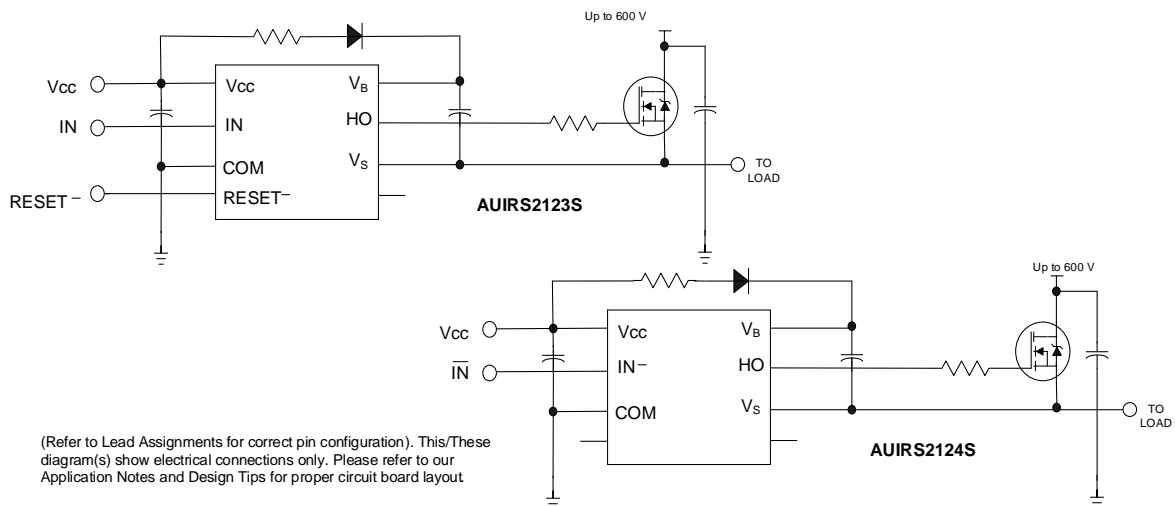 Up to 600 V
Vcc
Vcc
VB
IN
IN
HO
COM
VS
TO
LOAD
RESET–
RESET–
AUIRS2123S
Up to 600 V
Vcc
Vcc
VB
IN
IN–
HO
COM
VS
TO
LOAD
AUIRS2124S
(Refer to Lead Assignments for correct pin configuration). This/These
diagram(s) show electrical connections only. Please refer to our
Application Notes and Design Tips for proper circuit board layout.